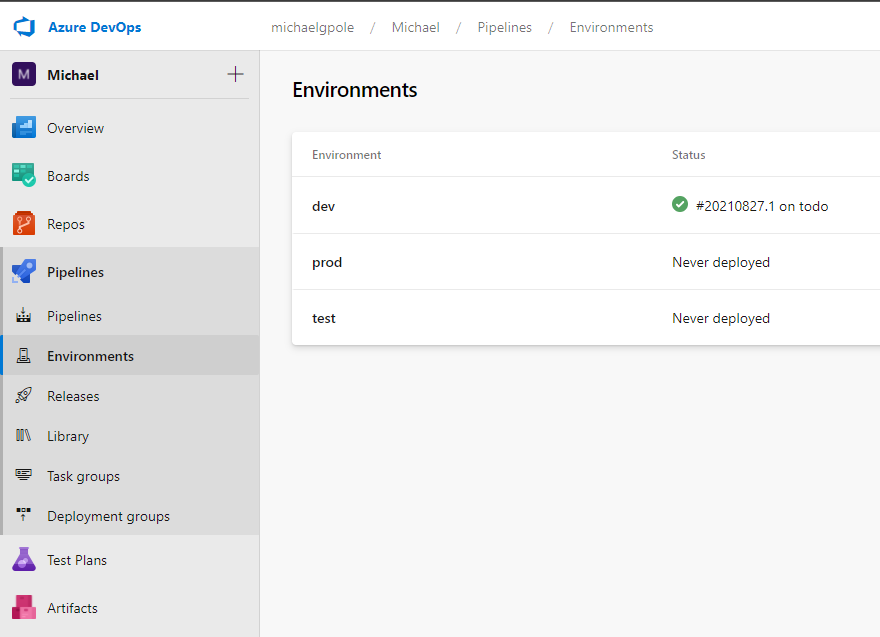 Azure DevOps
michaelgpole / Michael / Pipelines / Environments
M Michael
Overview
Boards
Repos
Pipelines
Pipelines
Environments
Releases
Library
Task groups
Deployment groups
Test Plans
Artifacts
Environments
Environment Status
dev #20210827.1 on todo
prod Never deployed
test Never deployed